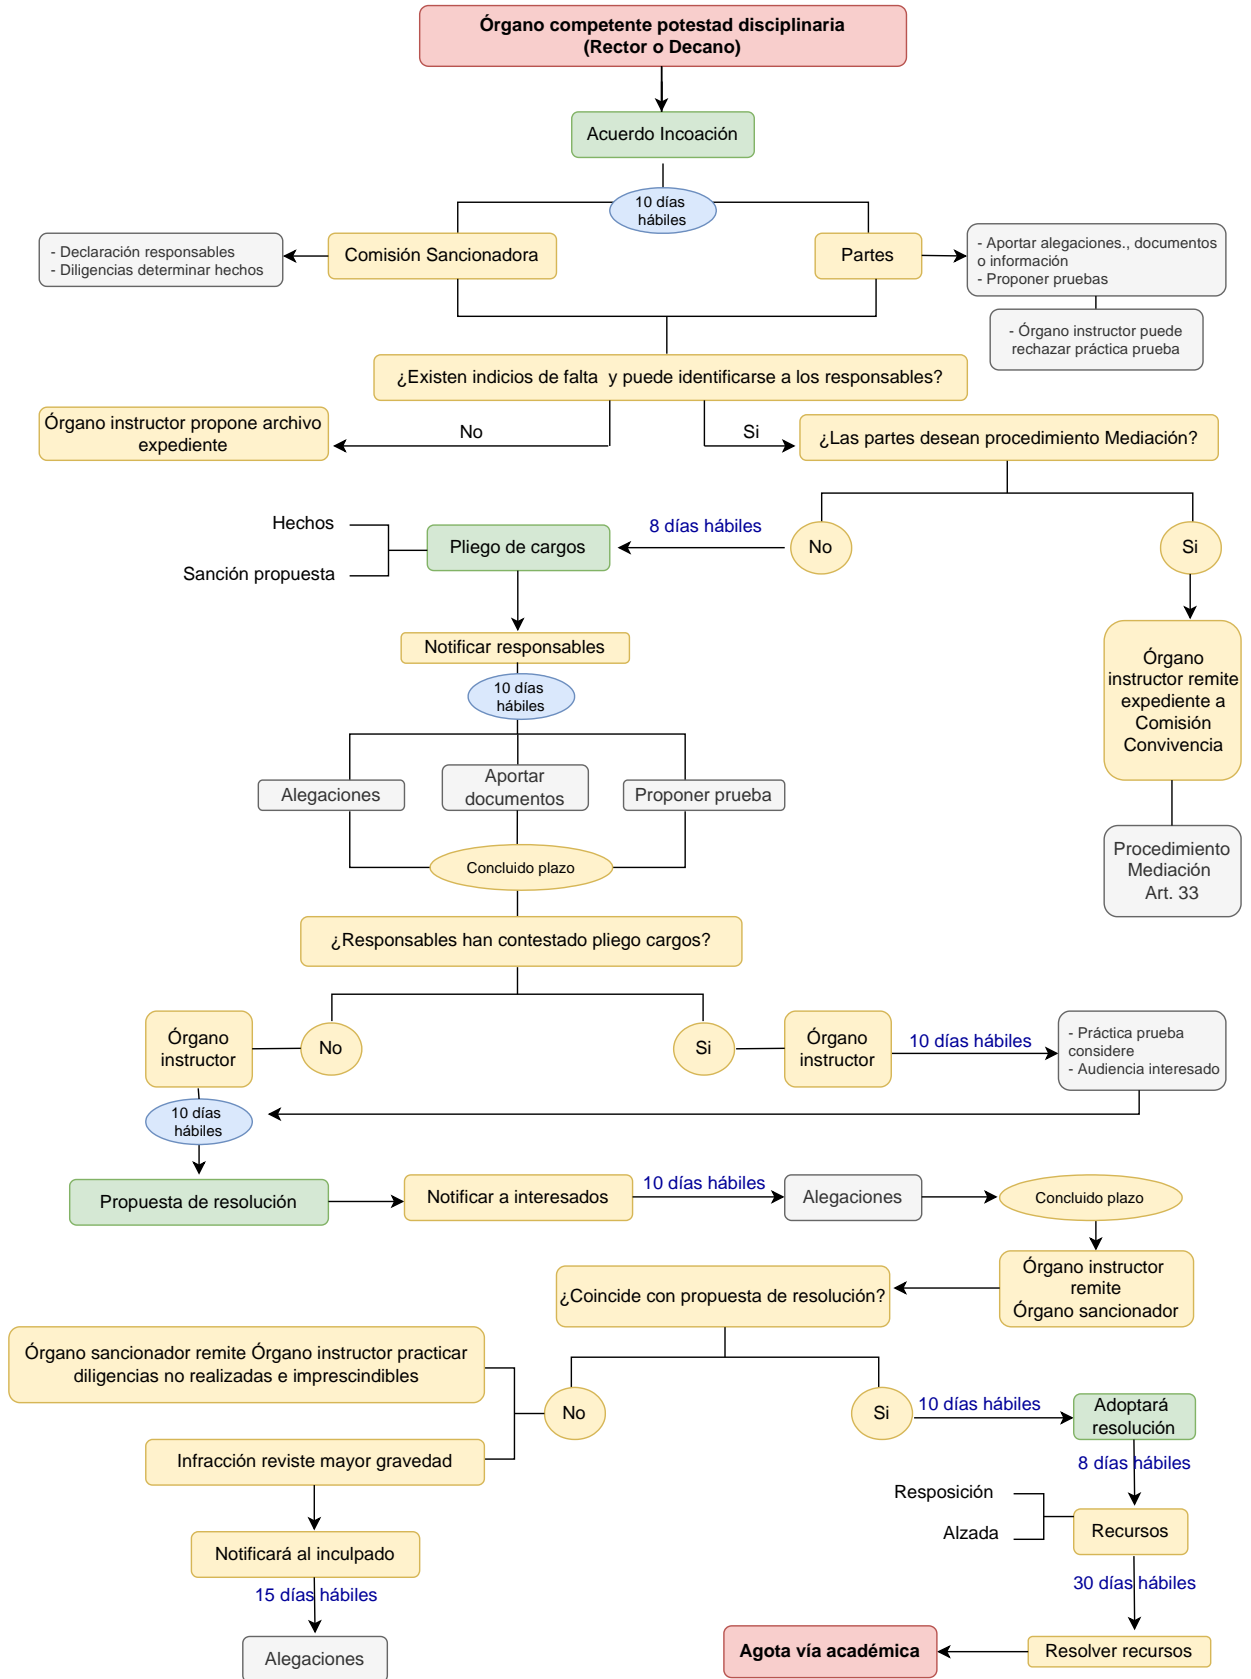 Órgano competente potestad disciplinaria
(Rector o Decano)
Acuerdo Incoación
10 días
hábiles
- Declaración responsables
- Diligencias determinar hechos
Comisión Sancionadora
Partes
- Aportar alegaciones., documentos
o información
- Proponer pruebas
- Órgano instructor puede
rechazar práctica prueba
¿Existen indicios de falta  y puede identificarse a los responsables?
Órgano instructor propone archivo
expediente
No
Si
¿Las partes desean procedimiento Mediación?
Hechos
Sanción propuesta
Pliego de cargos
8 días hábiles
No
Si
Notificar responsables
10 días
hábiles
Órgano
instructor remite
expediente a
Comisión
Convivencia
Alegaciones
Aportar
documentos
Proponer prueba
Concluido plazo
Procedimiento
Mediación
Art. 33
¿Responsables han contestado pliego cargos?
Órgano
instructor
No
Si
Órgano
instructor
10 días hábiles
- Práctica prueba
considere
- Audiencia interesado
10 días
hábiles
Propuesta de resolución
Notificar a interesados
10 días hábiles
Alegaciones
Concluido plazo
Órgano instructor
remite
Órgano sancionador
¿Coincide con propuesta de resolución?
Órgano sancionador remite Órgano instructor practicar
diligencias no realizadas e imprescindibles
No
Si
10 días hábiles
Adoptará
resolución
Infracción reviste mayor gravedad
8 días hábiles
Resposición
Alzada
Recursos
Notificará al inculpado
15 días hábiles
30 días hábiles
Alegaciones
Agota vía académica
Resolver recursos